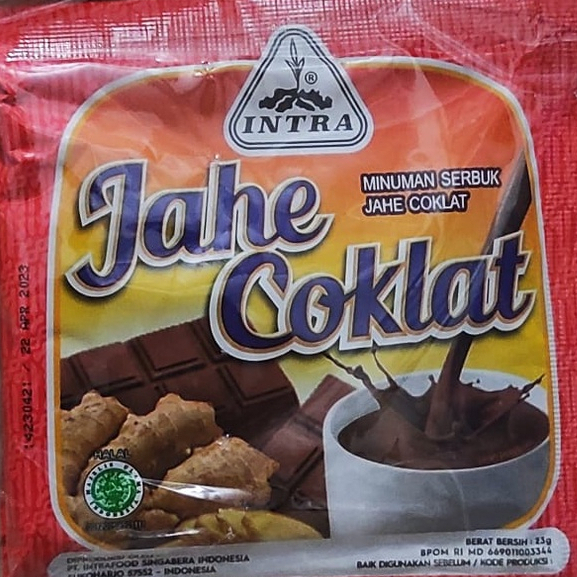 ®
INTRA
Jahe
Coklat
MINUMAN SERBUK
JAHE COKLAT
14230421 / 22 APR 2023
HALAL
PT. INTRAFOOD SINGABERA INDONESIA
SUKOHARJO 57552 - INDONESIA
BERAT BERSIH : 23g
BPOM RI MD 669011003344
BAIK DIGUNAKAN SEBELUM / KODE PRODUKSI :